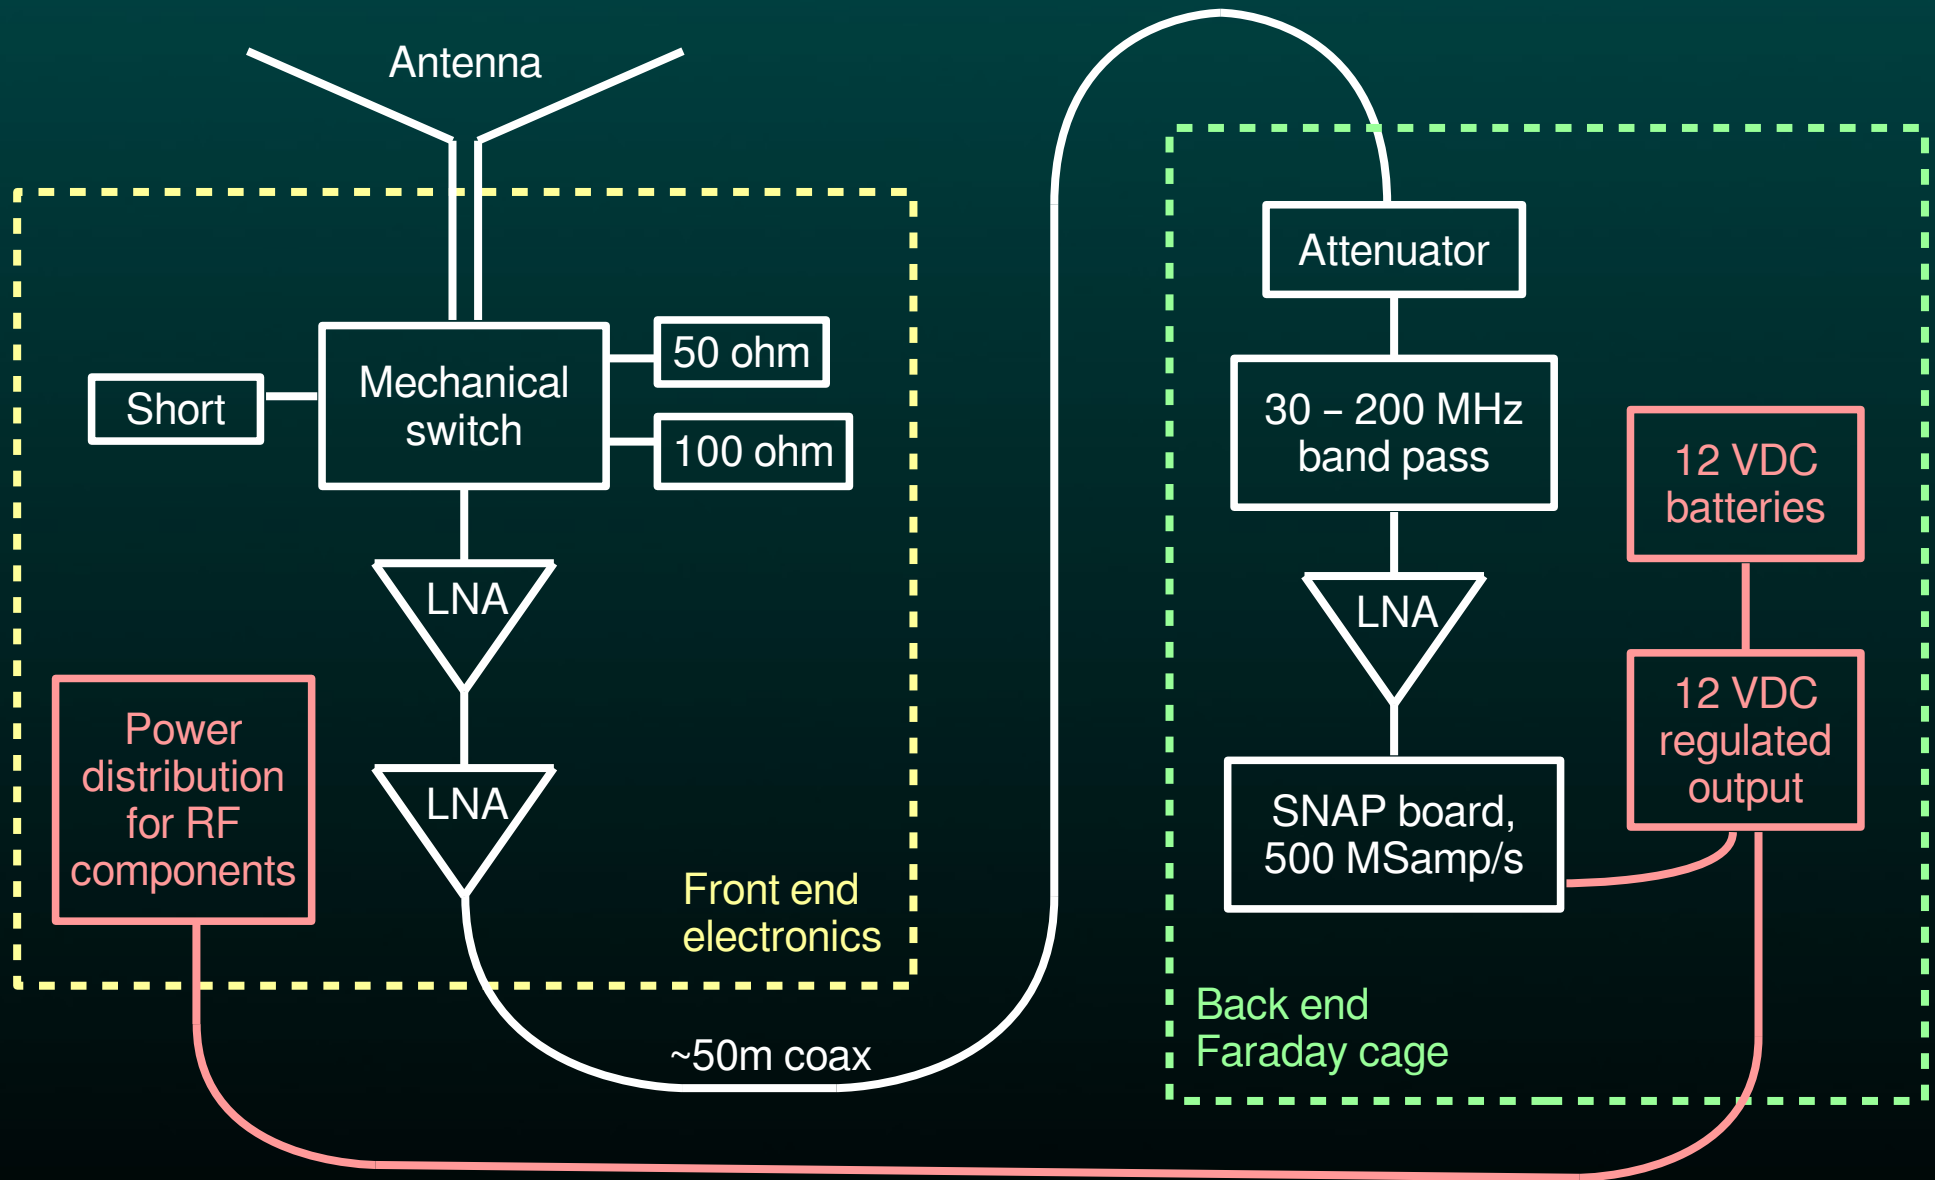 Antenna
Short
Mechanical
switch
50 ohm
100 ohm
LNA
LNA
Power
distribution
for RF
components
Front end
electronics
~50m coax
Attenuator
30 – 200 MHz
band pass
LNA
SNAP board,
500 MSamp/s
12 VDC
batteries
12 VDC
regulated
output
Back end
Faraday cage